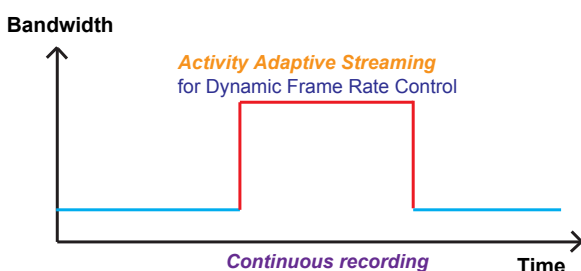 Bandwidth
Activity Adaptive Streaming
for Dynamic Frame Rate Control
Continuous recording
Time